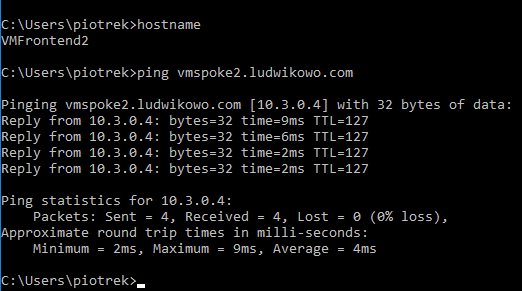 C:\Users\piotrek>hostname
VMFrontend2
C:\Users\piotrek>ping vmspoke2.ludwikowo.com
Pinging vmspoke2.ludwikowo.com [10.3.0.4] with 32 bytes of data:
Reply from 10.3.0.4: bytes=32 time=9ms TTL=127
Reply from 10.3.0.4: bytes=32 time=6ms TTL=127
Reply from 10.3.0.4: bytes=32 time=2ms TTL=127
Reply from 10.3.0.4: bytes=32 time=2ms TTL=127
Ping statistics for 10.3.0.4:
    Packets: Sent = 4, Received = 4, Lost = 0 (0% loss),
Approximate round trip times in milli-seconds:
    Minimum = 2ms, Maximum = 9ms, Average = 4ms
C:\Users\piotrek>